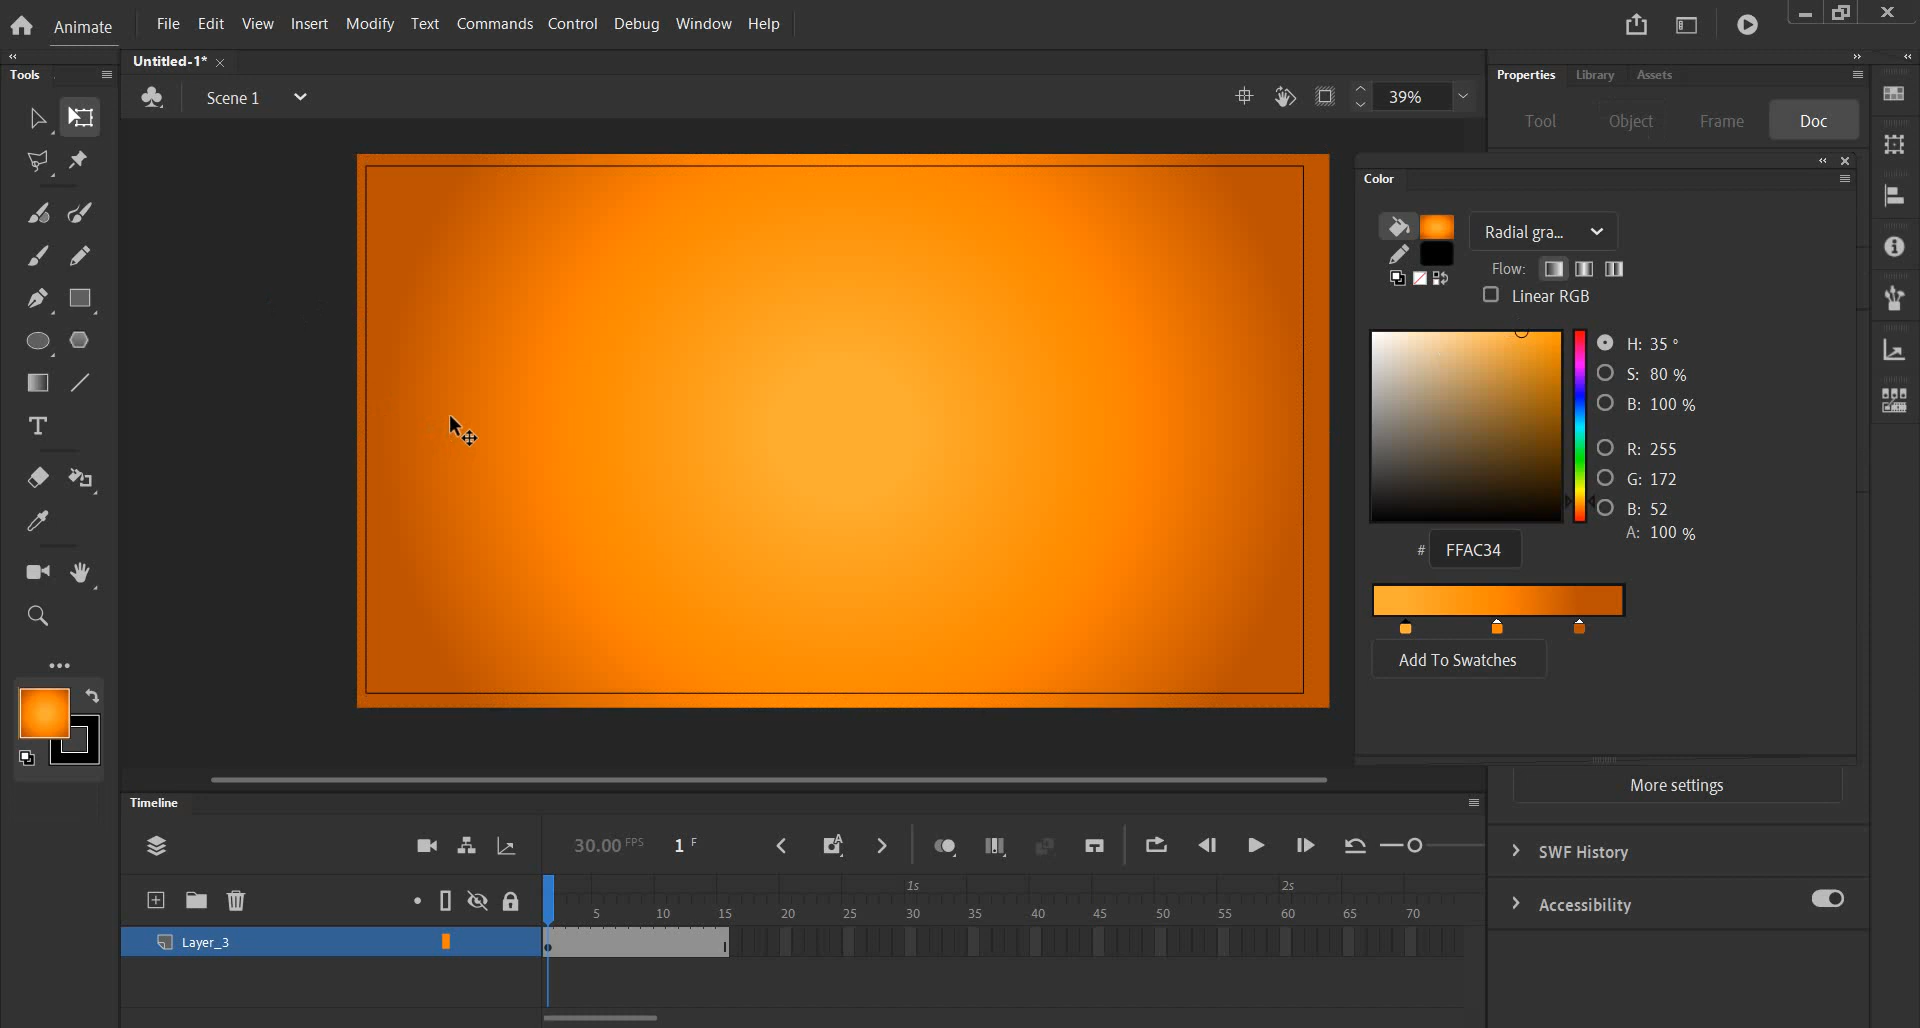 Animate File Edit View Insert Modify Text Commands Control Debug Window Help
Untitled-1*
Tools
Scene 1
39%
Properties Library Assets
Tool Object Frame Doc
Color
Radial gra...
Flow:
Linear RGB
H: 35 °
S: 80 %
B: 100 %
R: 255
G: 172
B: 52
A: 100 %
# FFAC34
Add To Swatches
More settings
SWF History
Accessibility
Timeline
30.00 FPS 1 F
1s 2s
5 10 15 20 25 30 35 40 45 50 55 60 65 70
Layer_3